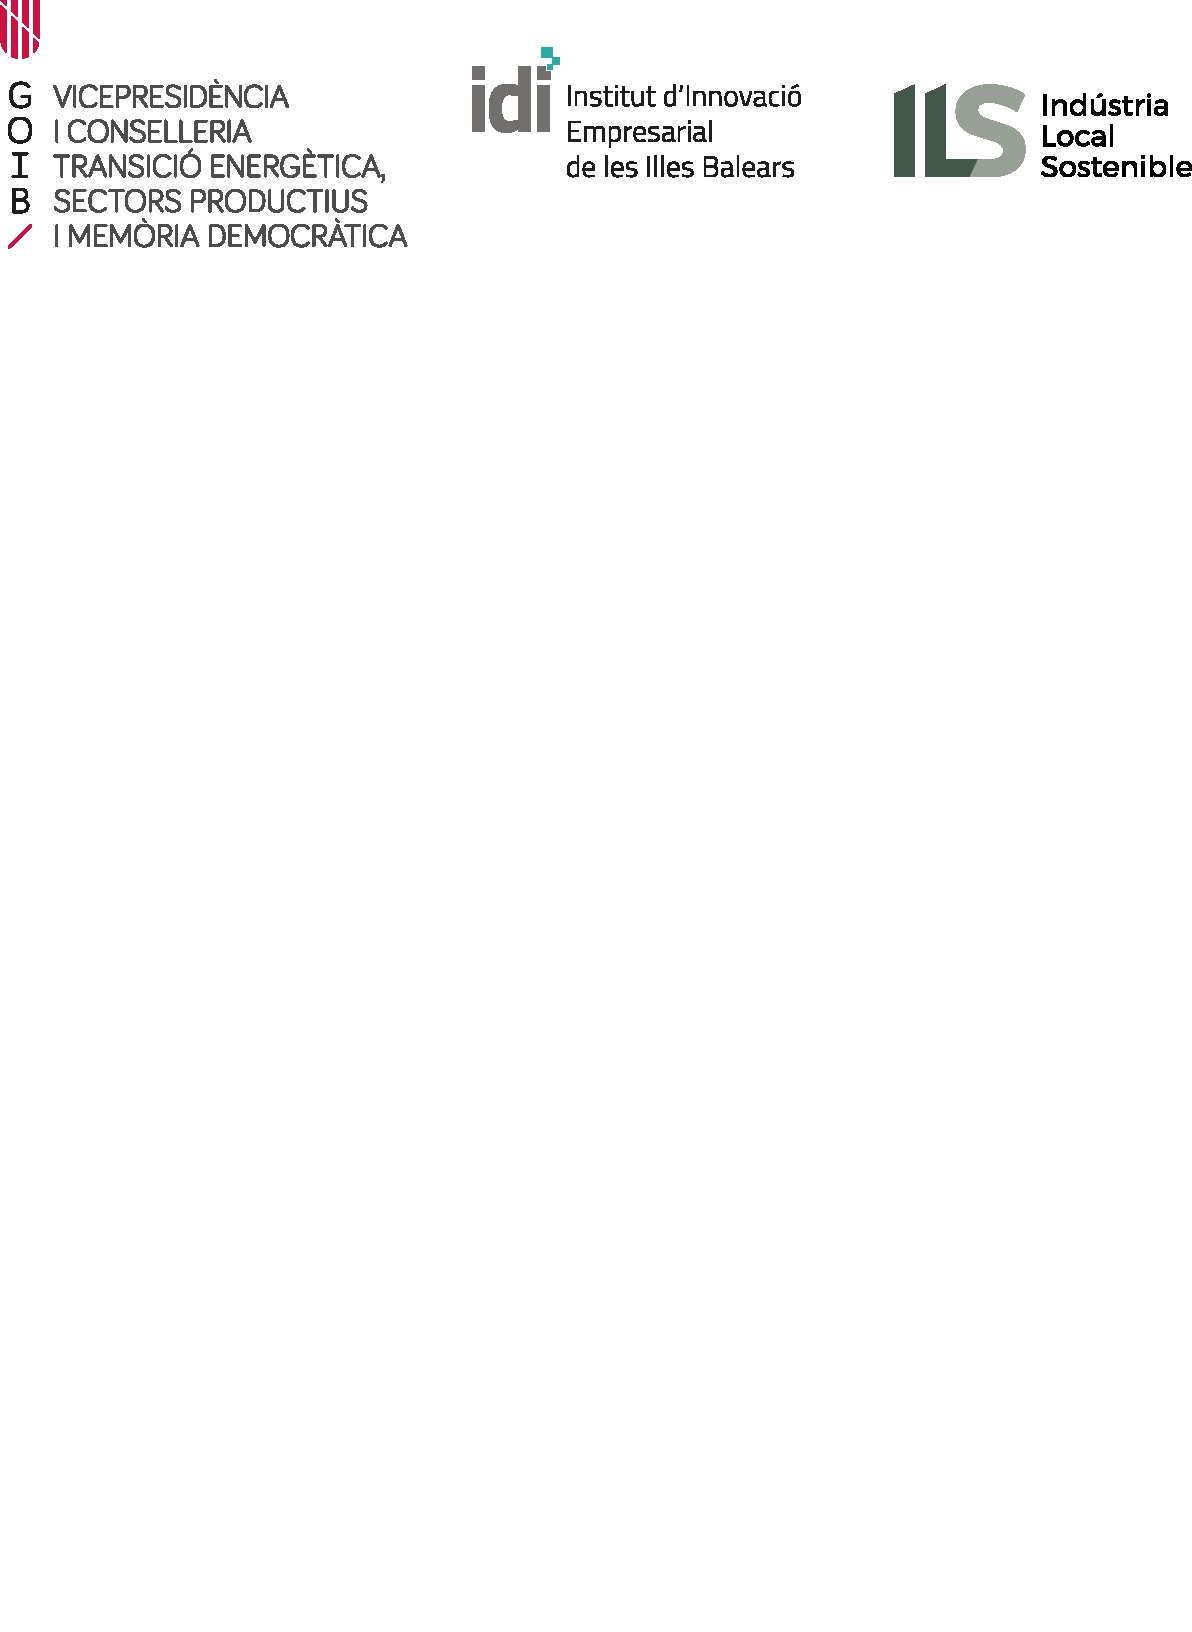 G VICEPRESIDÈNCIA
O I CONSELLERIA
I TRANSICIÓ ENERGÈTICA,
B SECTORS PRODUCTIUS
/ I MEMÒRIA DEMOCRÀTICA
idi
Institut d'Innovació
Empresarial
de les Illes Balears
ILS
Indústria
Local
Sostenible